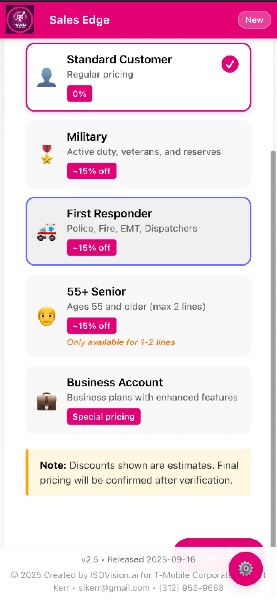 Sales Edge
New
Standard Customer
Regular pricing
0%
Military
Active duty, veterans, and reserves
~15% off
First Responder
Police, Fire, EMT, Dispatchers
~15% off
55+ Senior
Ages 55 and older (max 2 lines)
~15% off
Only available for 1-2 lines
Business Account
Business plans with enhanced features
Special pricing
Note: Discounts shown are estimates. Final
pricing will be confirmed after verification.
v2.5 • Released 2025-09-16
© 2025 Created by ISOVision.ai for T-Mobile Corporate
Kerr • sikerr@gmail.com • (312) 953-9668